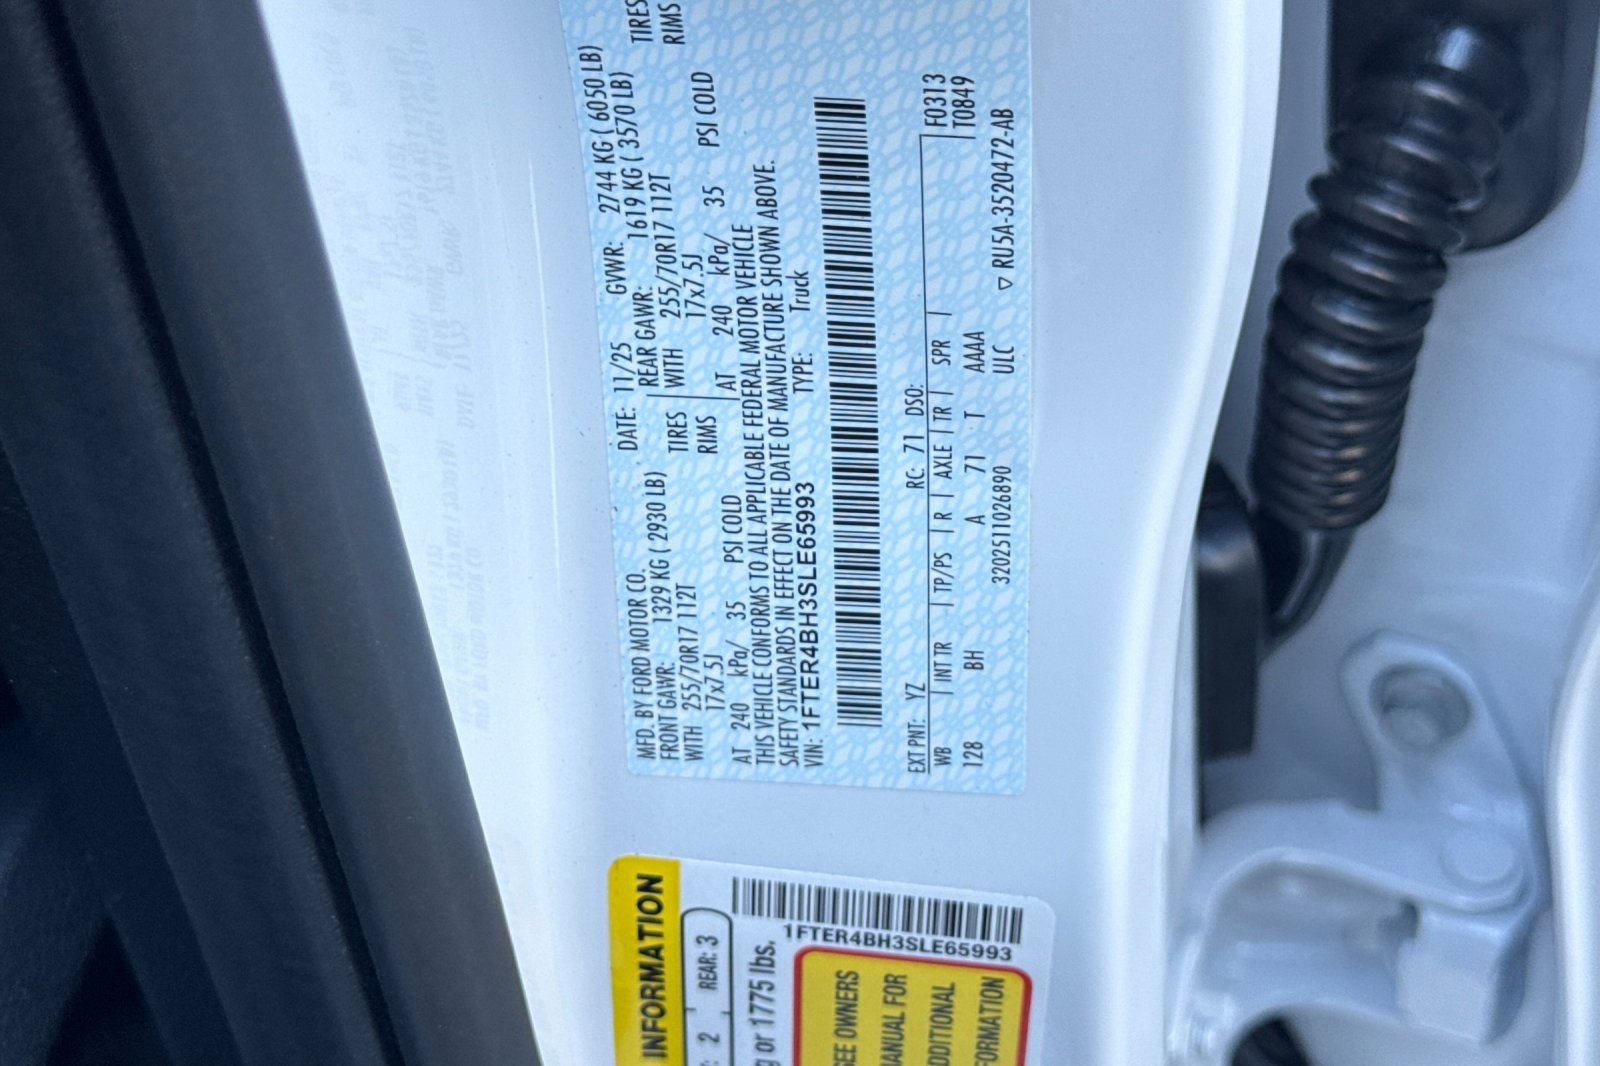 MFD. BY FORD MOTOR CO.
DATE: 11/25 GVWR: 2744 KG ( 6050 LB)
FRONT GAWR: 1329 KG ( 2930 LB) REAR GAWR: 1619 KG ( 3570 LB)
WITH 255/70R17 112T TIRES WITH 255/70R17 112T TIRES
17x7.5J RIMS 17x7.5J RIMS
AT 240 kPa/ 35 PSI COLD AT 240 kPa/ 35 PSI COLD
THIS VEHICLE CONFORMS TO ALL APPLICABLE FEDERAL MOTOR VEHICLE
SAFETY STANDARDS IN EFFECT ON THE DATE OF MANUFACTURE SHOWN ABOVE.
VIN: 1FTER4BH3SLE65993 TYPE: Truck
EXT PNT: YZ RC: 71 DSO: F0313
WB INT TR TP/PS R AXLE TR SPR T0849
128 BH A 71 T AAAA
3202511026890 ULC ▽ RU5A-3520472-AB
INFORMATION
2 REAR: 3
or 1775 lbs.
1FTER4BH3SLE65993
SEE OWNERS
MANUAL FOR
ADDITIONAL
INFORMATION